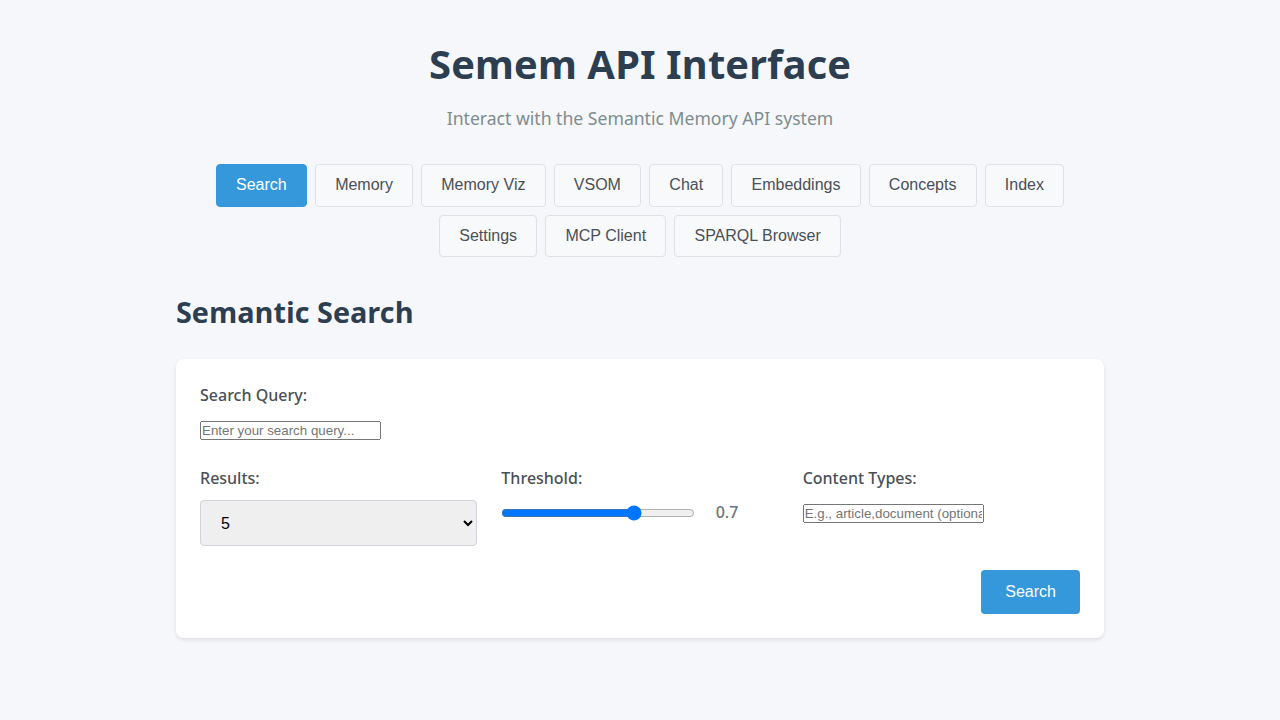 Semem API Interface
Interact with the Semantic Memory API system
Search Memory Memory Viz VSOM Chat Embeddings Concepts Index
Settings MCP Client SPARQL Browser
Semantic Search
Search Query:
Enter your search query...
Results: Threshold: Content Types:
5 0.7 E.g., article,document (optiona
Search